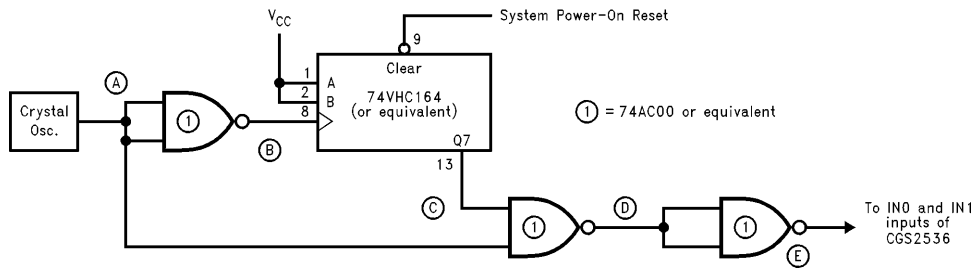 System Power-On Reset
VCC
9
Clear
1
A
2
B
74VHC164
(or equivalent)
8
Q7
13
A
Crystal
Osc.
1
B
1 = 74AC00 or equivalent
C
1
D
1
E
To IN0 and IN1
inputs of
CGS2536